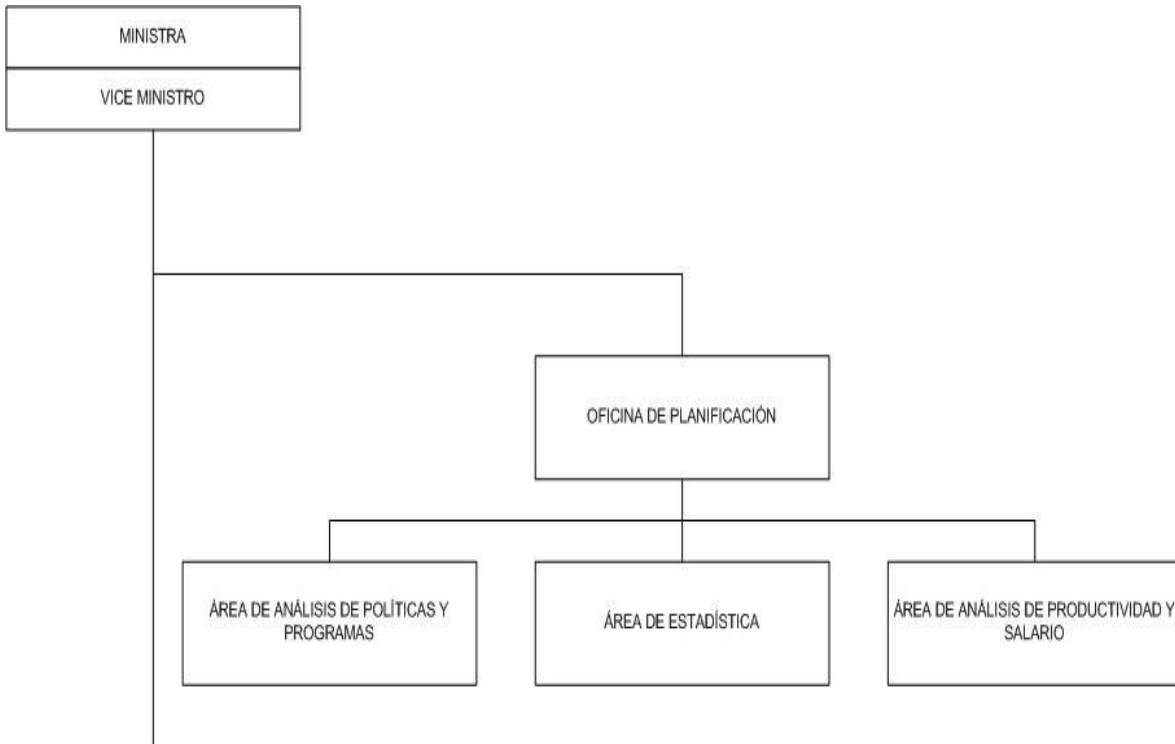 MINISTRA
VICE MINISTRO
OFICINA DE PLANIFICACIÓN
ÁREA DE ANÁLISIS DE POLÍTICAS Y
PROGRAMAS
ÁREA DE ESTADÍSTICA
ÁREA DE ANÁLISIS DE PRODUCTIVIDAD Y
SALARIO